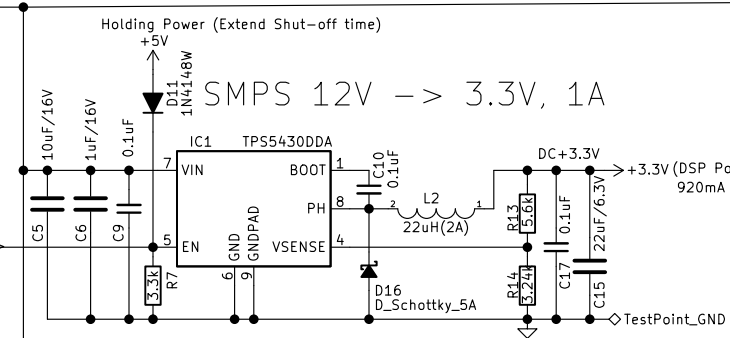 Holding Power (Extend Shut-off time)
+5V
D11
1N4148W
SMPS 12V -> 3.3V, 1A
10uF/16V
1uF/16V
0.1uF
C5
C6
C9
IC1 TPS5430DDA
7 VIN
BOOT 1
PH 8
5 EN
GND
GNDPAD
VSENSE 4
6
9
3.3k
R7
C10
0.1uF
2 L2 1
22uH(2A)
D16
D_Schottky_5A
DC+3.3V
R13
5.6k
R14
3.24k
0.1uF
C17
22uF/6.3V
C15
+3.3V (DSP Po
920mA
TestPoint_GND